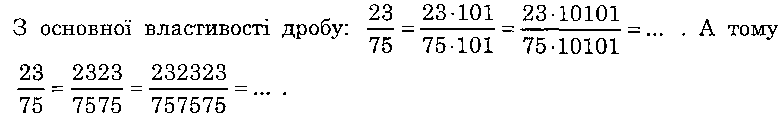 З основної властивості дробу: 23/75 = 23·101/75·101 = 23·10101/75·10101 = ... . А тому
23/75 = 2323/7575 = 232323/757575 = ... .